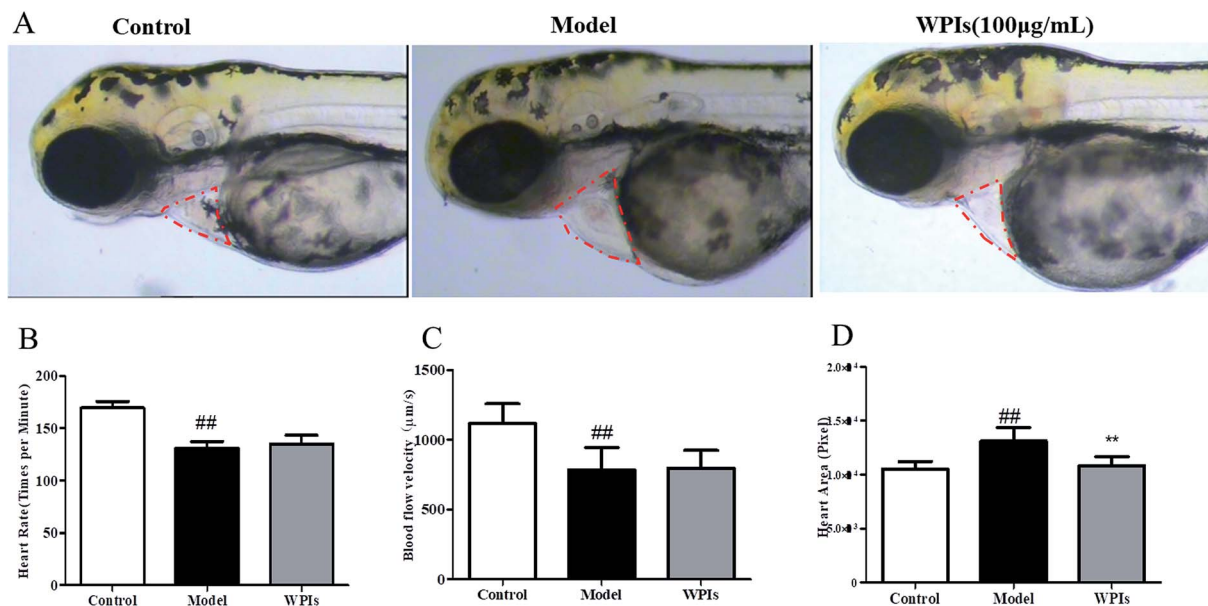 A
Control
Model
WPIs(100μg/mL)
B
Heart Rate(Times per Minute)
200
150
100
50
0
##
Control
Model
WPIs
C
Blood flow velocity (μm/s)
1500
1000
500
0
##
Control
Model
WPIs
D
Heart Area (Pixel)
0
##
**
Control
Model
WPIs